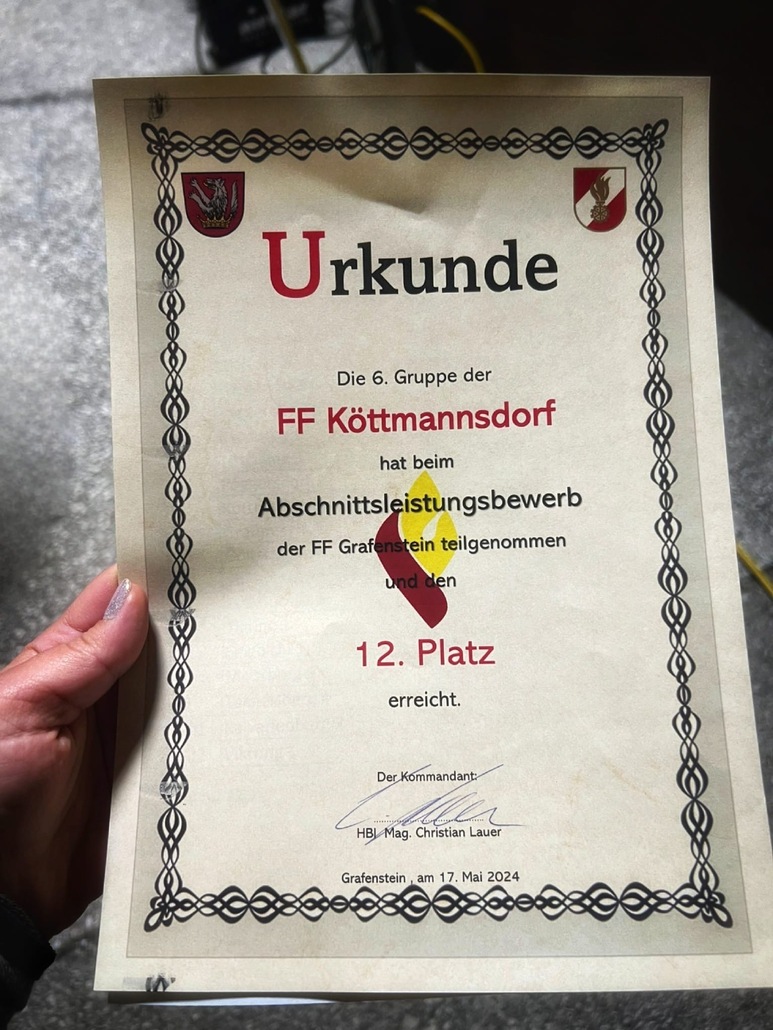 Urkunde
Die 6. Gruppe der
FF Köttmannsdorf
hat beim
Abschnittsleistungsbewerb
der FF Grafenstein teilgenommen
und den
12. Platz
erreicht.
Der Kommandant:
HBI Mag. Christian Lauer
Grafenstein , am 17. Mai 2024